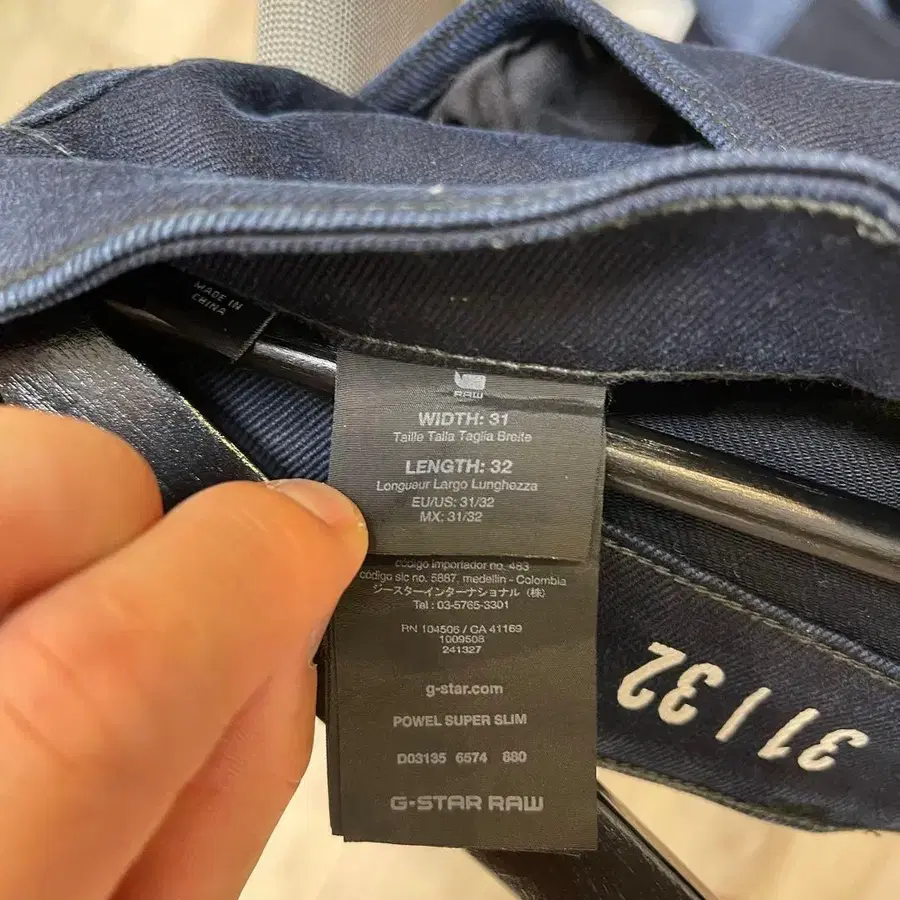 MADE IN
CHINA
RAW
WIDTH: 31
Taille Talla Taglia Breite
LENGTH: 32
Longueur Largo Lunghezza
EU/US: 31/32
MX: 31/32
código importador no. 483
código sic no. 5887, medellin - Colombia
ジースターインターナショナル（株）
Tel : 03-5765-3301
RN 104506 / CA 41169
1009508
241327
g-star.com
POWEL SUPER SLIM
D03135 6574 880
G-STAR RAW
31 / 32